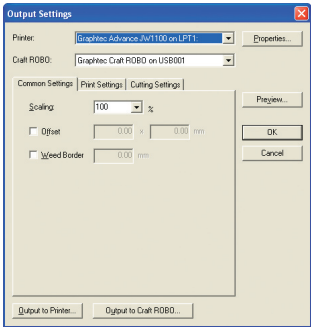 Output Settings
Printer: Graphtec Advance JW1100 on LPT1: Properties...
Craft ROBO: Graphtec Craft ROBO on USB001
Common Settings Print Settings Cutting Settings
Scaling: 100 %
Preview...
Offset 0.00 x 0.00 mm
OK
Weed Border 0.00 mm
Cancel
Output to Printer... Output to Craft ROBO...